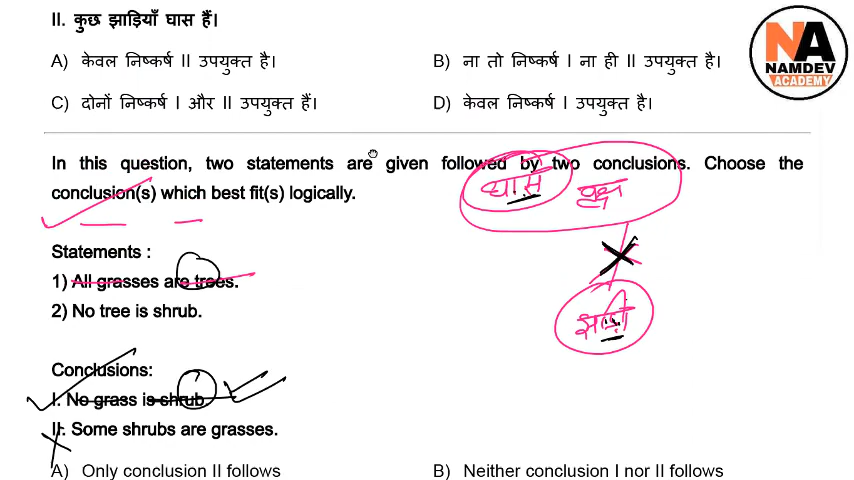 II. कुछ झाड़ियाँ घास हैं।
A) केवल निष्कर्ष II उपयुक्त है।
B) ना तो निष्कर्ष I ना ही II उपयुक्त है।
C) दोनों निष्कर्ष I और II उपयुक्त हैं।
D) केवल निष्कर्ष I उपयुक्त है।
NA
NAMDEV
ACADEMY
In this question, two statements are given followed by two conclusions. Choose the
conclusion(s) which best fit(s) logically.
घास वृक्ष
Statements :
1) All grasses are trees.
2) No tree is shrub.
झाड़ी
Conclusions:
I. No grass is shrub.
II. Some shrubs are grasses.
A) Only conclusion II follows
B) Neither conclusion I nor II follows